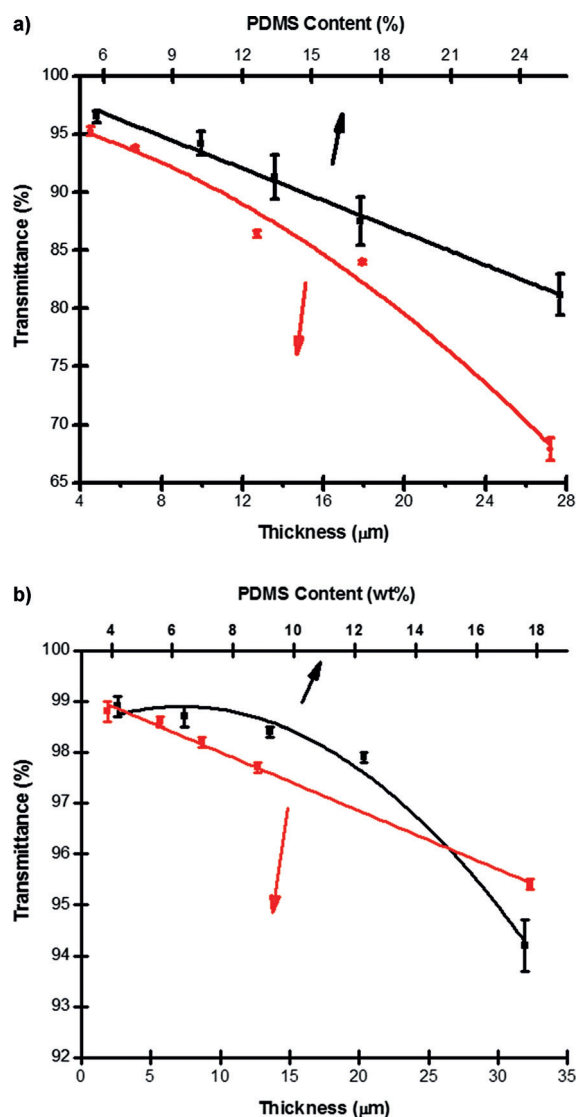 a)
PDMS Content (%)
6 9 12 15 18 21 24
100
95
90
85
80
75
70
65
Transmittance (%)
4 8 12 16 20 24 28
Thickness (μm)
b)
PDMS Content (wt%)
4 6 8 10 12 14 16 18
100
99
98
97
96
95
94
93
92
Transmittance (%)
0 5 10 15 20 25 30 35
Thickness (μm)